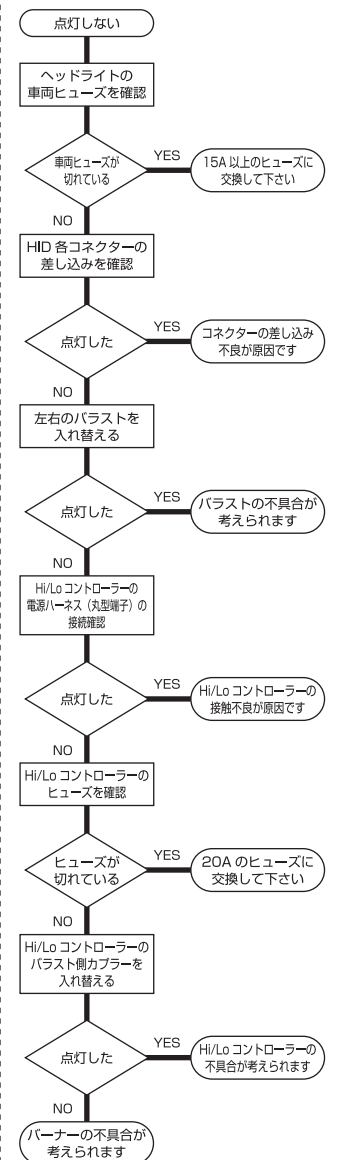 点灯しない
ヘッドライトの
車両ヒューズを確認
車両ヒューズが
切れている
YES
15A 以上のヒューズに
交換して下さい
NO
HID 各コネクターの
差し込みを確認
点灯した
YES
コネクターの差し込み
不良が原因です
NO
左右のバラストを
入れ替える
点灯した
YES
バラストの不具合が
考えられます
NO
Hi/Lo コントローラーの
電源ハーネス（丸型端子）の
接続確認
点灯した
YES
Hi/Lo コントローラーの
接触不良が原因です
NO
Hi/Lo コントローラーの
ヒューズを確認
ヒューズが
切れている
YES
20A のヒューズに
交換して下さい
NO
Hi/Lo コントローラーの
バラスト側カプラーを
入れ替える
点灯した
YES
Hi/Lo コントローラーの
不具合が考えられます
NO
バーナーの不具合が
考えられます